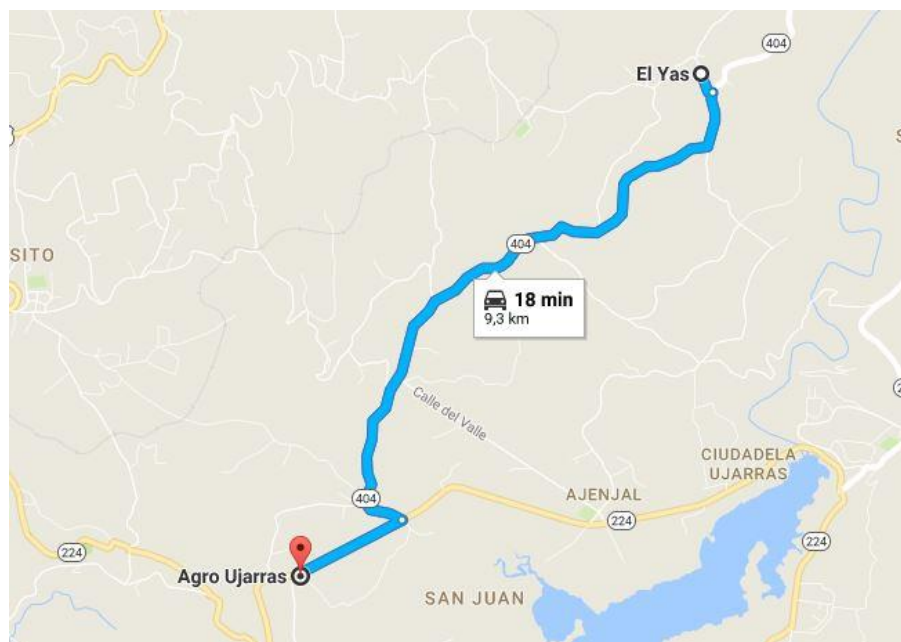 404
El Yas
SITO
404
18 min
9,3 km
Calle del Valle
CIUDADELA
UJARRAS
404
AJENJAL
224
224
224
Agro Ujarras
SAN JUAN